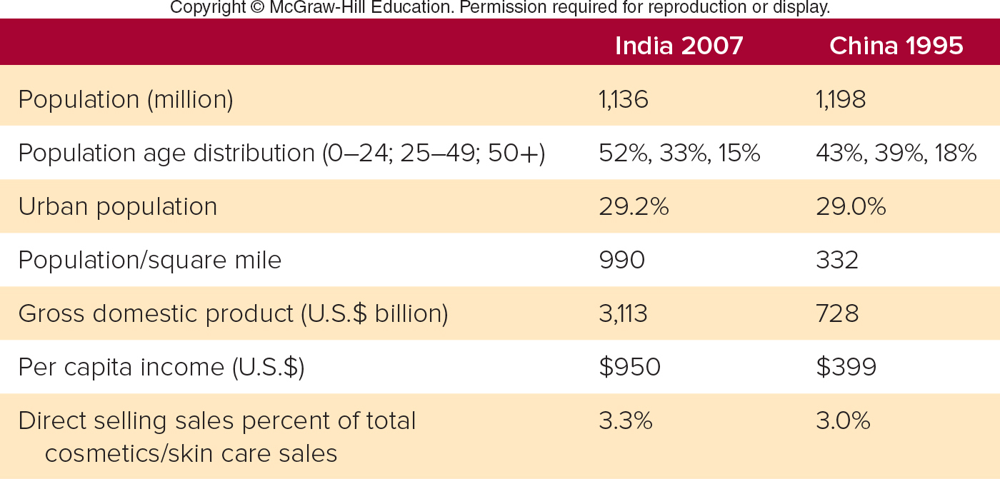 Copyright © McGraw-Hill Education. Permission required for reproduction or display.
India 2007 China 1995
Population (million) 1,136 1,198
Population age distribution (0–24; 25–49; 50+) 52%, 33%, 15% 43%, 39%, 18%
Urban population 29.2% 29.0%
Population/square mile 990 332
Gross domestic product (U.S.$ billion) 3,113 728
Per capita income (U.S.$) $950 $399
Direct selling sales percent of total 3.3% 3.0%
cosmetics/skin care sales